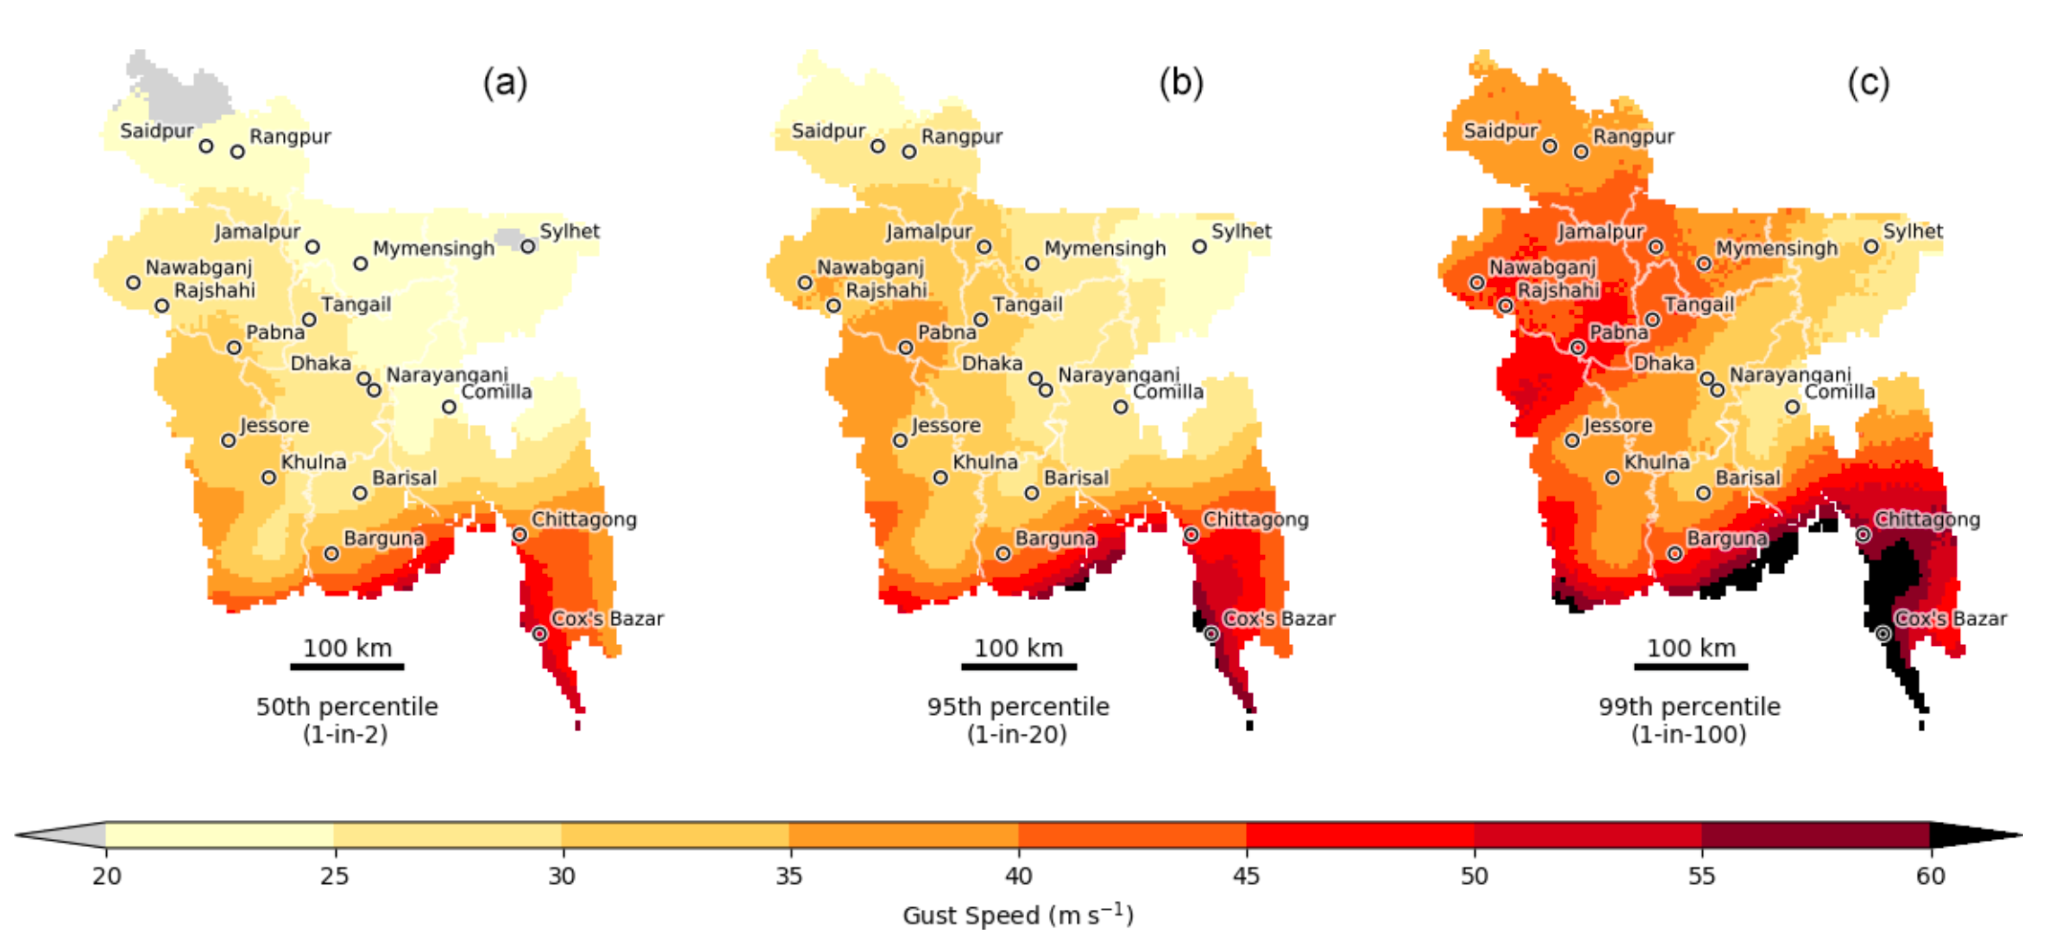 (a)
Saidpur
Rangpur
Jamalpur
Mymensingh
Sylhet
Nawabganj
Rajshahi
Tangail
Pabna
Dhaka
Narayangani
Comilla
Jessore
Khulna
Barisal
Chittagong
Barguna
Cox's Bazar
100 km
50th percentile
(1-in-2)
(b)
Saidpur
Rangpur
Jamalpur
Mymensingh
Sylhet
Nawabganj
Rajshahi
Tangail
Pabna
Dhaka
Narayangani
Comilla
Jessore
Khulna
Barisal
Chittagong
Barguna
Cox's Bazar
100 km
95th percentile
(1-in-20)
(c)
Saidpur
Rangpur
Jamalpur
Mymensingh
Sylhet
Nawabganj
Rajshahi
Tangail
Pabna
Dhaka
Narayangani
Comilla
Jessore
Khulna
Barisal
Chittagong
Barguna
Cox's Bazar
100 km
99th percentile
(1-in-100)
20 25 30 35 40 45 50 55 60
Gust Speed (m s⁻¹)